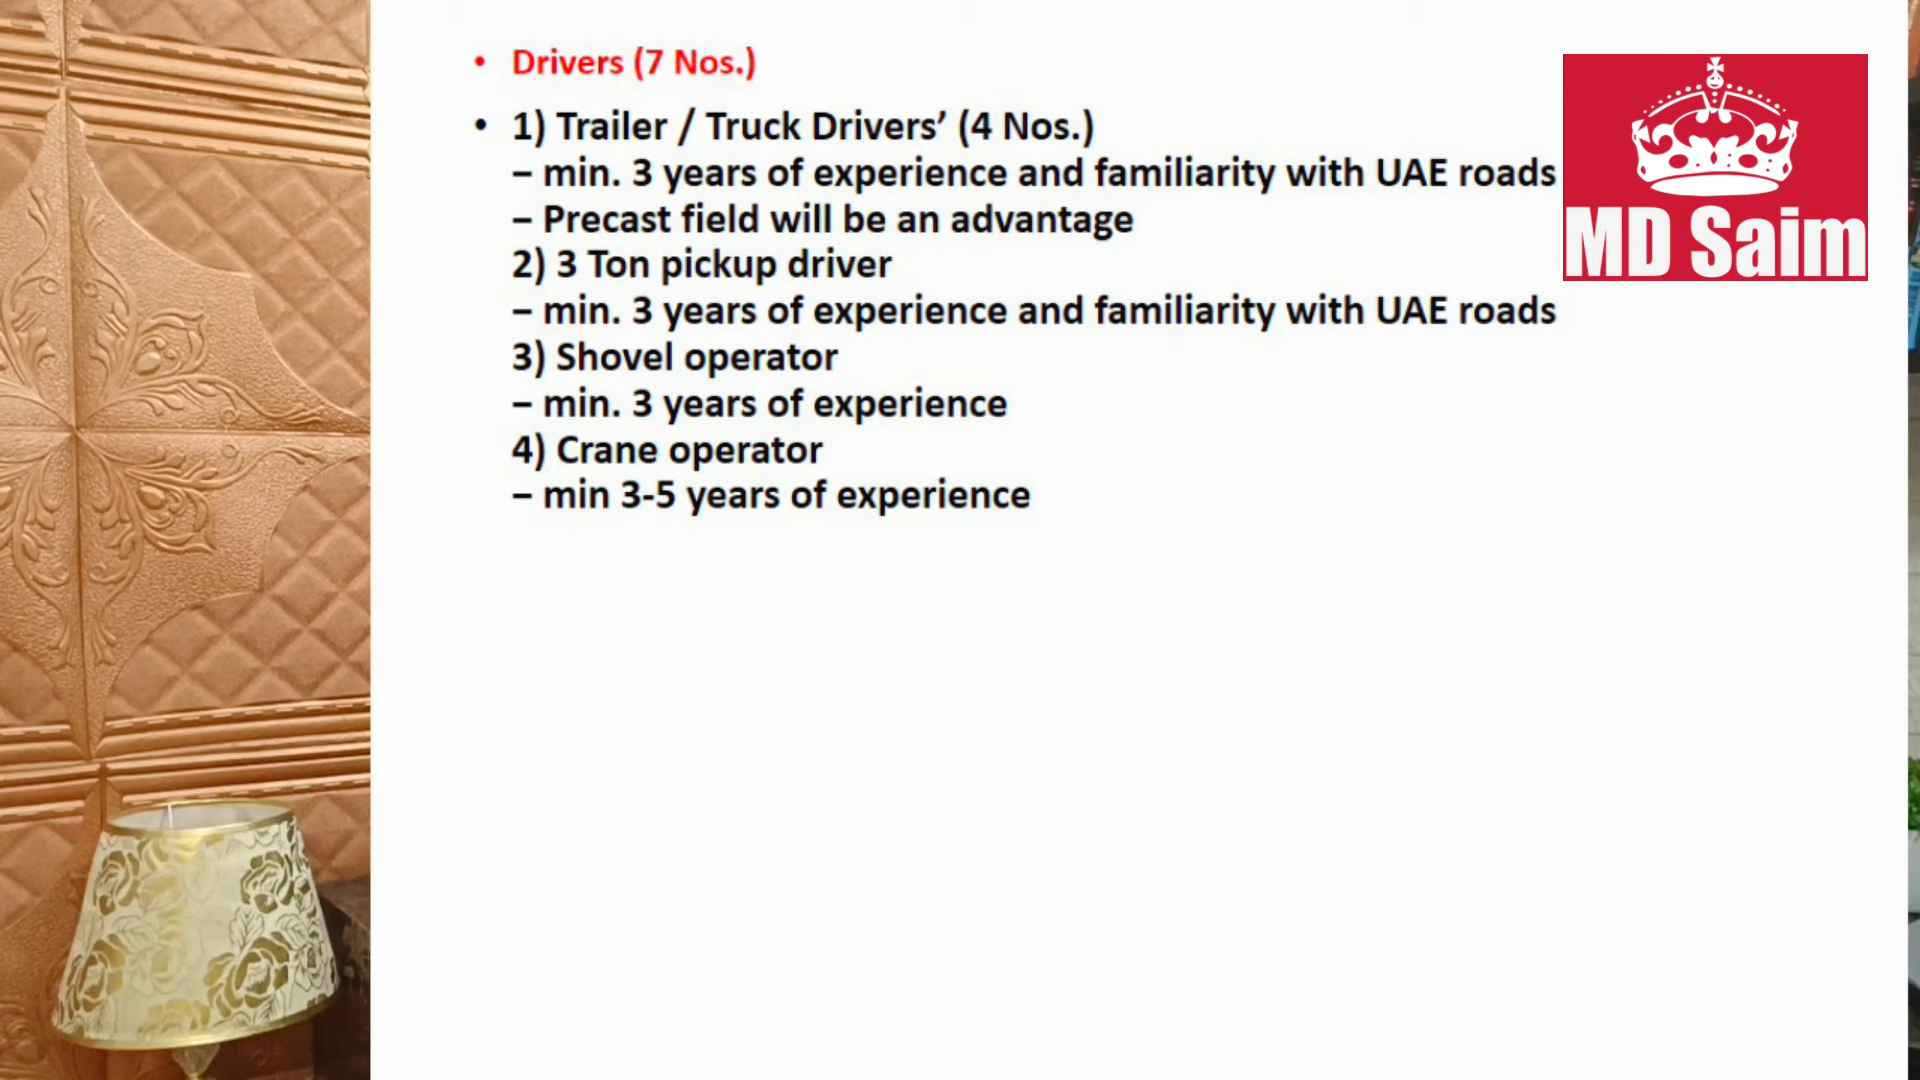 • Drivers (7 Nos.)
• 1) Trailer / Truck Drivers’ (4 Nos.)
– min. 3 years of experience and familiarity with UAE roads
– Precast field will be an advantage
2) 3 Ton pickup driver
– min. 3 years of experience and familiarity with UAE roads
3) Shovel operator
– min. 3 years of experience
4) Crane operator
– min 3-5 years of experience
MD Saim